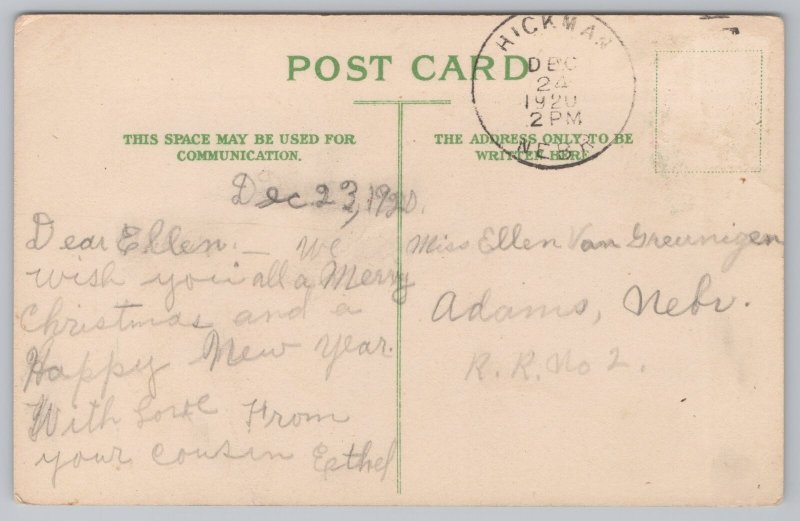 POST CARD
HICKMAN
DEC
24
1920
2 PM
NEBR
THIS SPACE MAY BE USED FOR
COMMUNICATION.
THE ADDRESS ONLY TO BE
WRITTEN HERE
Dec 23, 1920.
Dear Ellen. — We
wish you all a Merry
Christmas and a
Happy New Year.
With Love From
your cousin Ethel
Miss Ellen Van Greunigen
Adams, Nebr.
R. R. No 2.